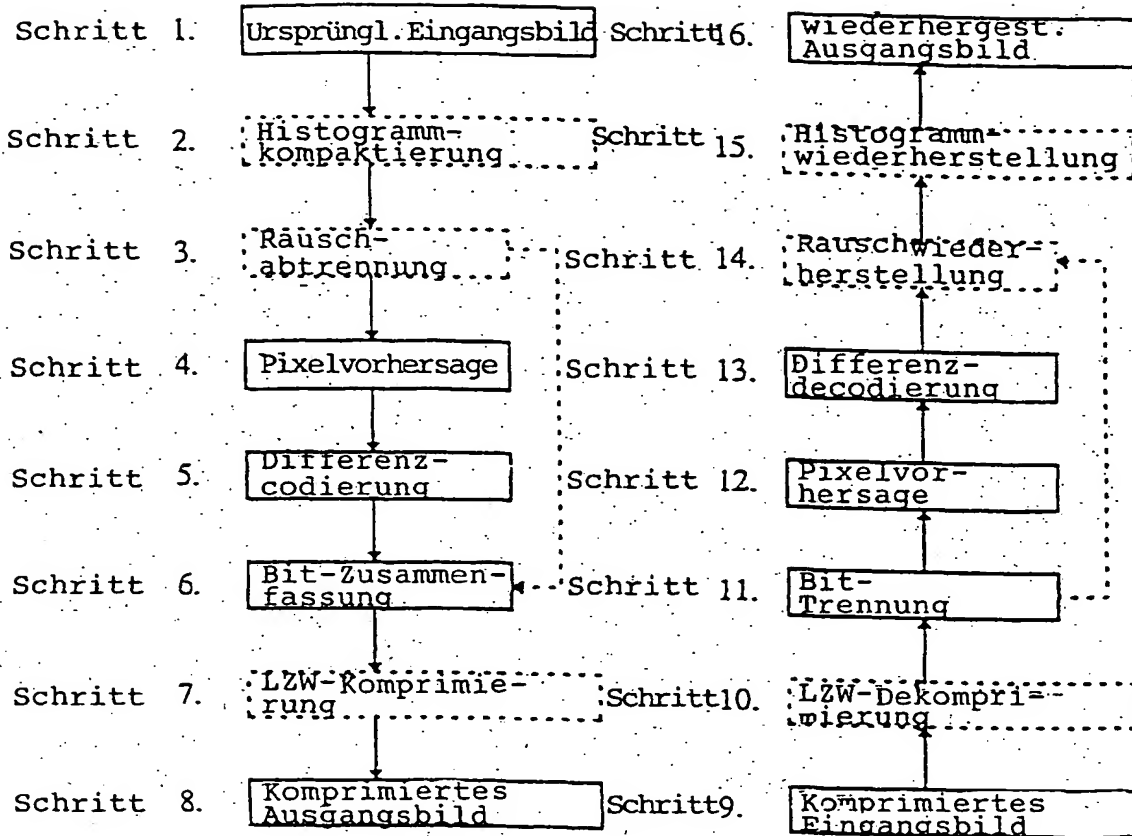 Schritt 1. Ursprüngl. Eingangsbild
Schritt 2. Histogramm-
kompaktierung
Schritt 3. Rausch-
abtrennung
Schritt 4. Pixelvorhersage
Schritt 5. Differenz-
codierung
Schritt 6. Bit-Zusammen-
fassung
Schritt 7. LZW-Komprimie-
rung
Schritt 8. Komprimiertes
Ausgangsbild
Schritt 16. wiederhergest.
Ausgangsbild
Schritt 15. Histogramm-
wiederherstellung
Schritt 14. Rauschwieder-
herstellung
Schritt 13. Differenz-
decodierung
Schritt 12. Pixelvor-
hersage
Schritt 11. Bit-
Trennung
Schritt 10. LZW-Dekompri-
mierung
Schritt 9. Komprimiertes
Eingangsbild